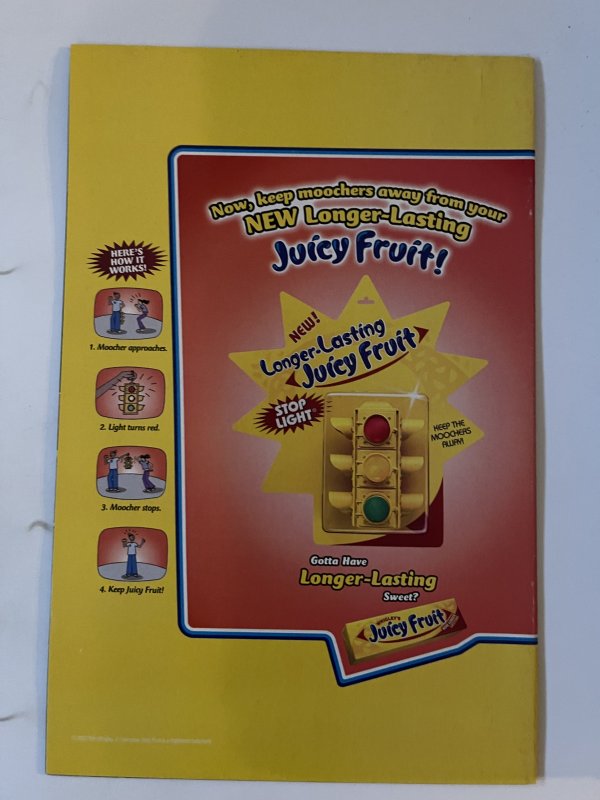 Now, keep moochers away from your
NEW Longer-Lasting
Juicy Fruit!
HERE'S
HOW IT
WORKS!
1. Moocher approaches.
2. Light turns red.
3. Moocher stops.
4. Keep Juicy Fruit!
NEW!
Longer-Lasting
Juicy Fruit
STOP
LIGHT
KEEP THE
MOOCHERS
AWAY!
Gotta Have
Longer-Lasting
Sweet?
WRIGLEY'S
Juicy Fruit